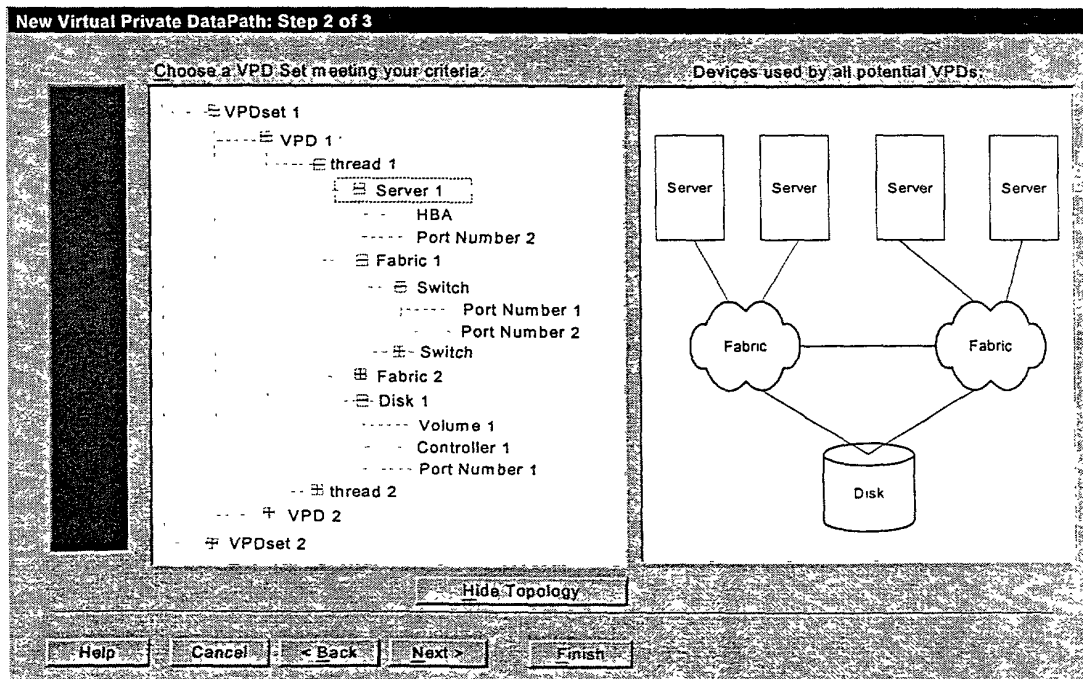 New Virtual Private DataPath: Step 2 of 3
Choose a VPD Set meeting your criteria:
Devices used by all potential VPDs:
VPDset 1
VPD 1
thread 1
Server 1
HBA
Port Number 2
Fabric 1
Switch
Port Number 1
Port Number 2
Switch
Fabric 2
Disk 1
Volume 1
Controller 1
Port Number 1
thread 2
VPD 2
VPDset 2
Server Server Server Server
Fabric Fabric
Disk
Hide Topology
Help Cancel < Back Next > Finish